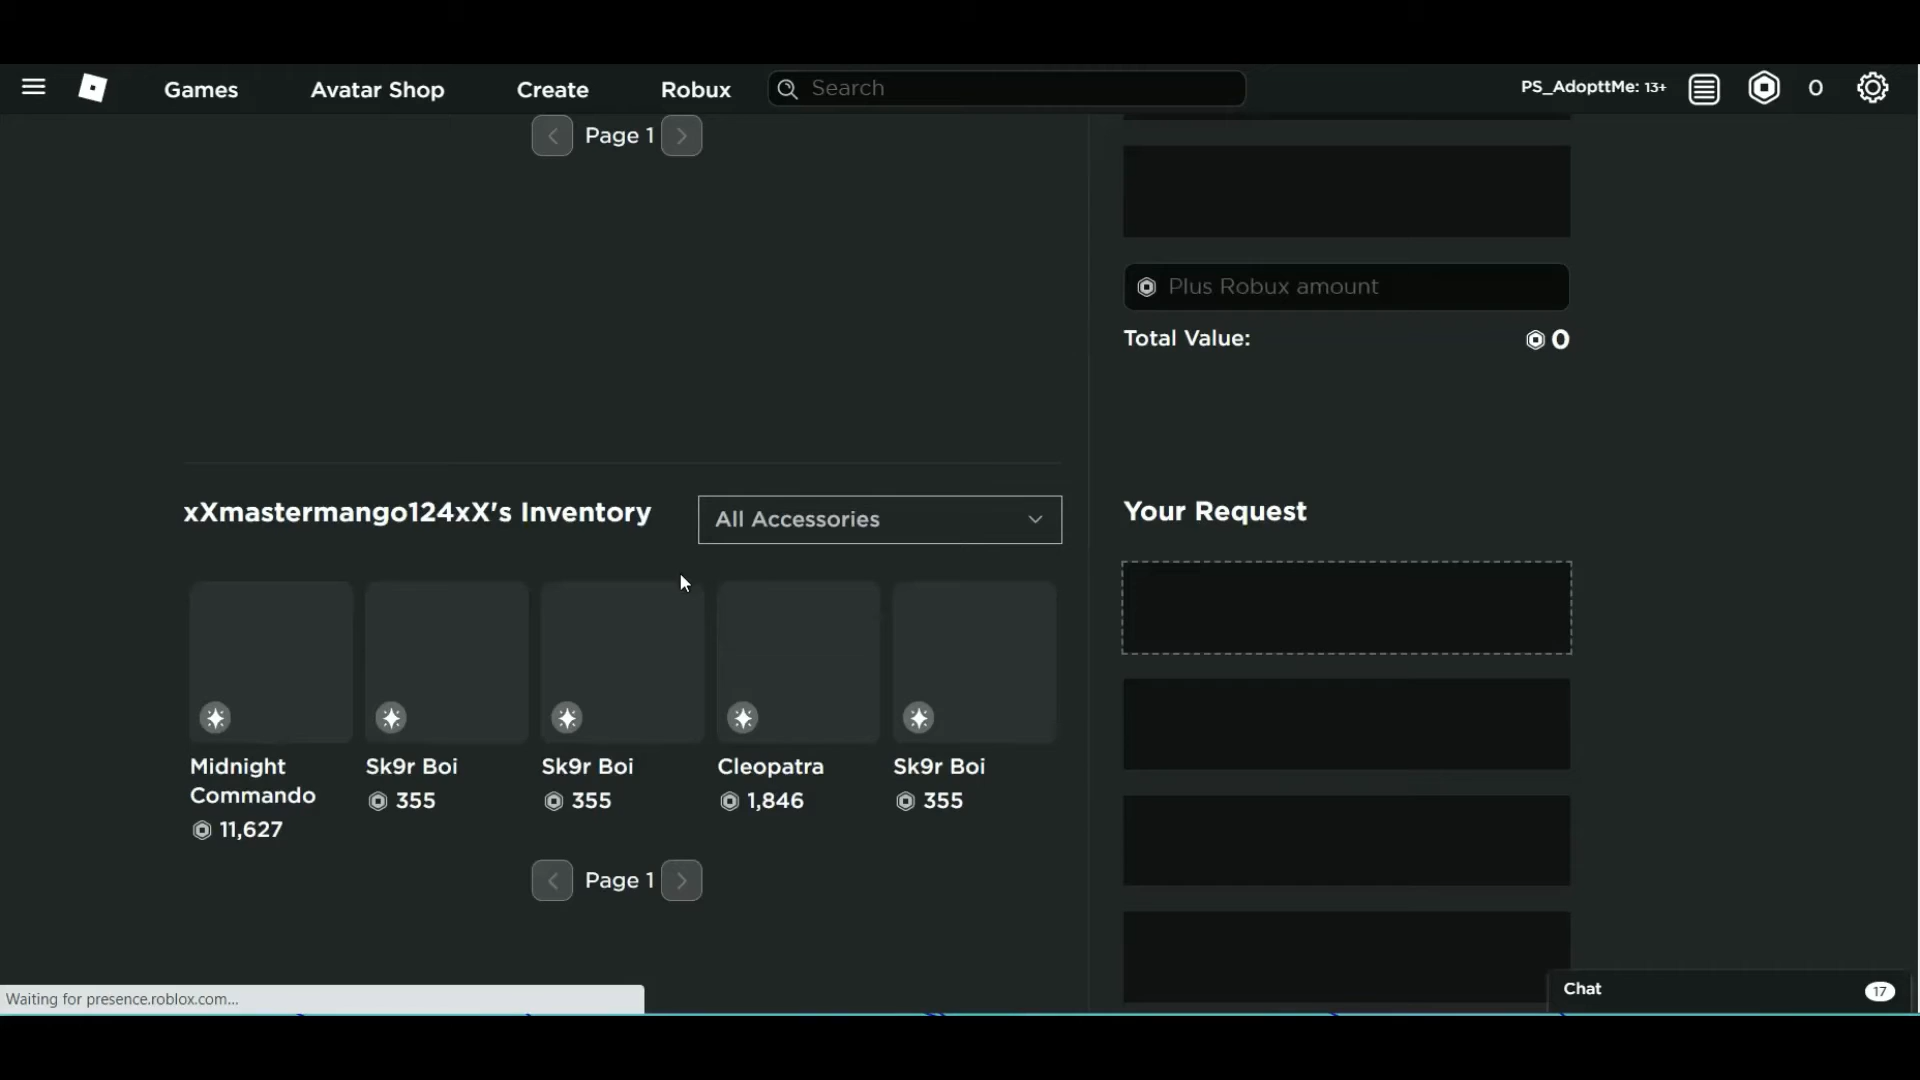 Games
Avatar Shop
Create
Robux
Search
PS_AdopttMe: 13+
0
Page 1
Plus Robux amount
Total Value:
0
xXmastermango124xX's Inventory
All Accessories
Your Request
Midnight
Commando
11,627
Sk9r Boi
355
Sk9r Boi
355
Cleopatra
1,846
Sk9r Boi
355
Page 1
Waiting for presence.roblox.com...
Chat
17